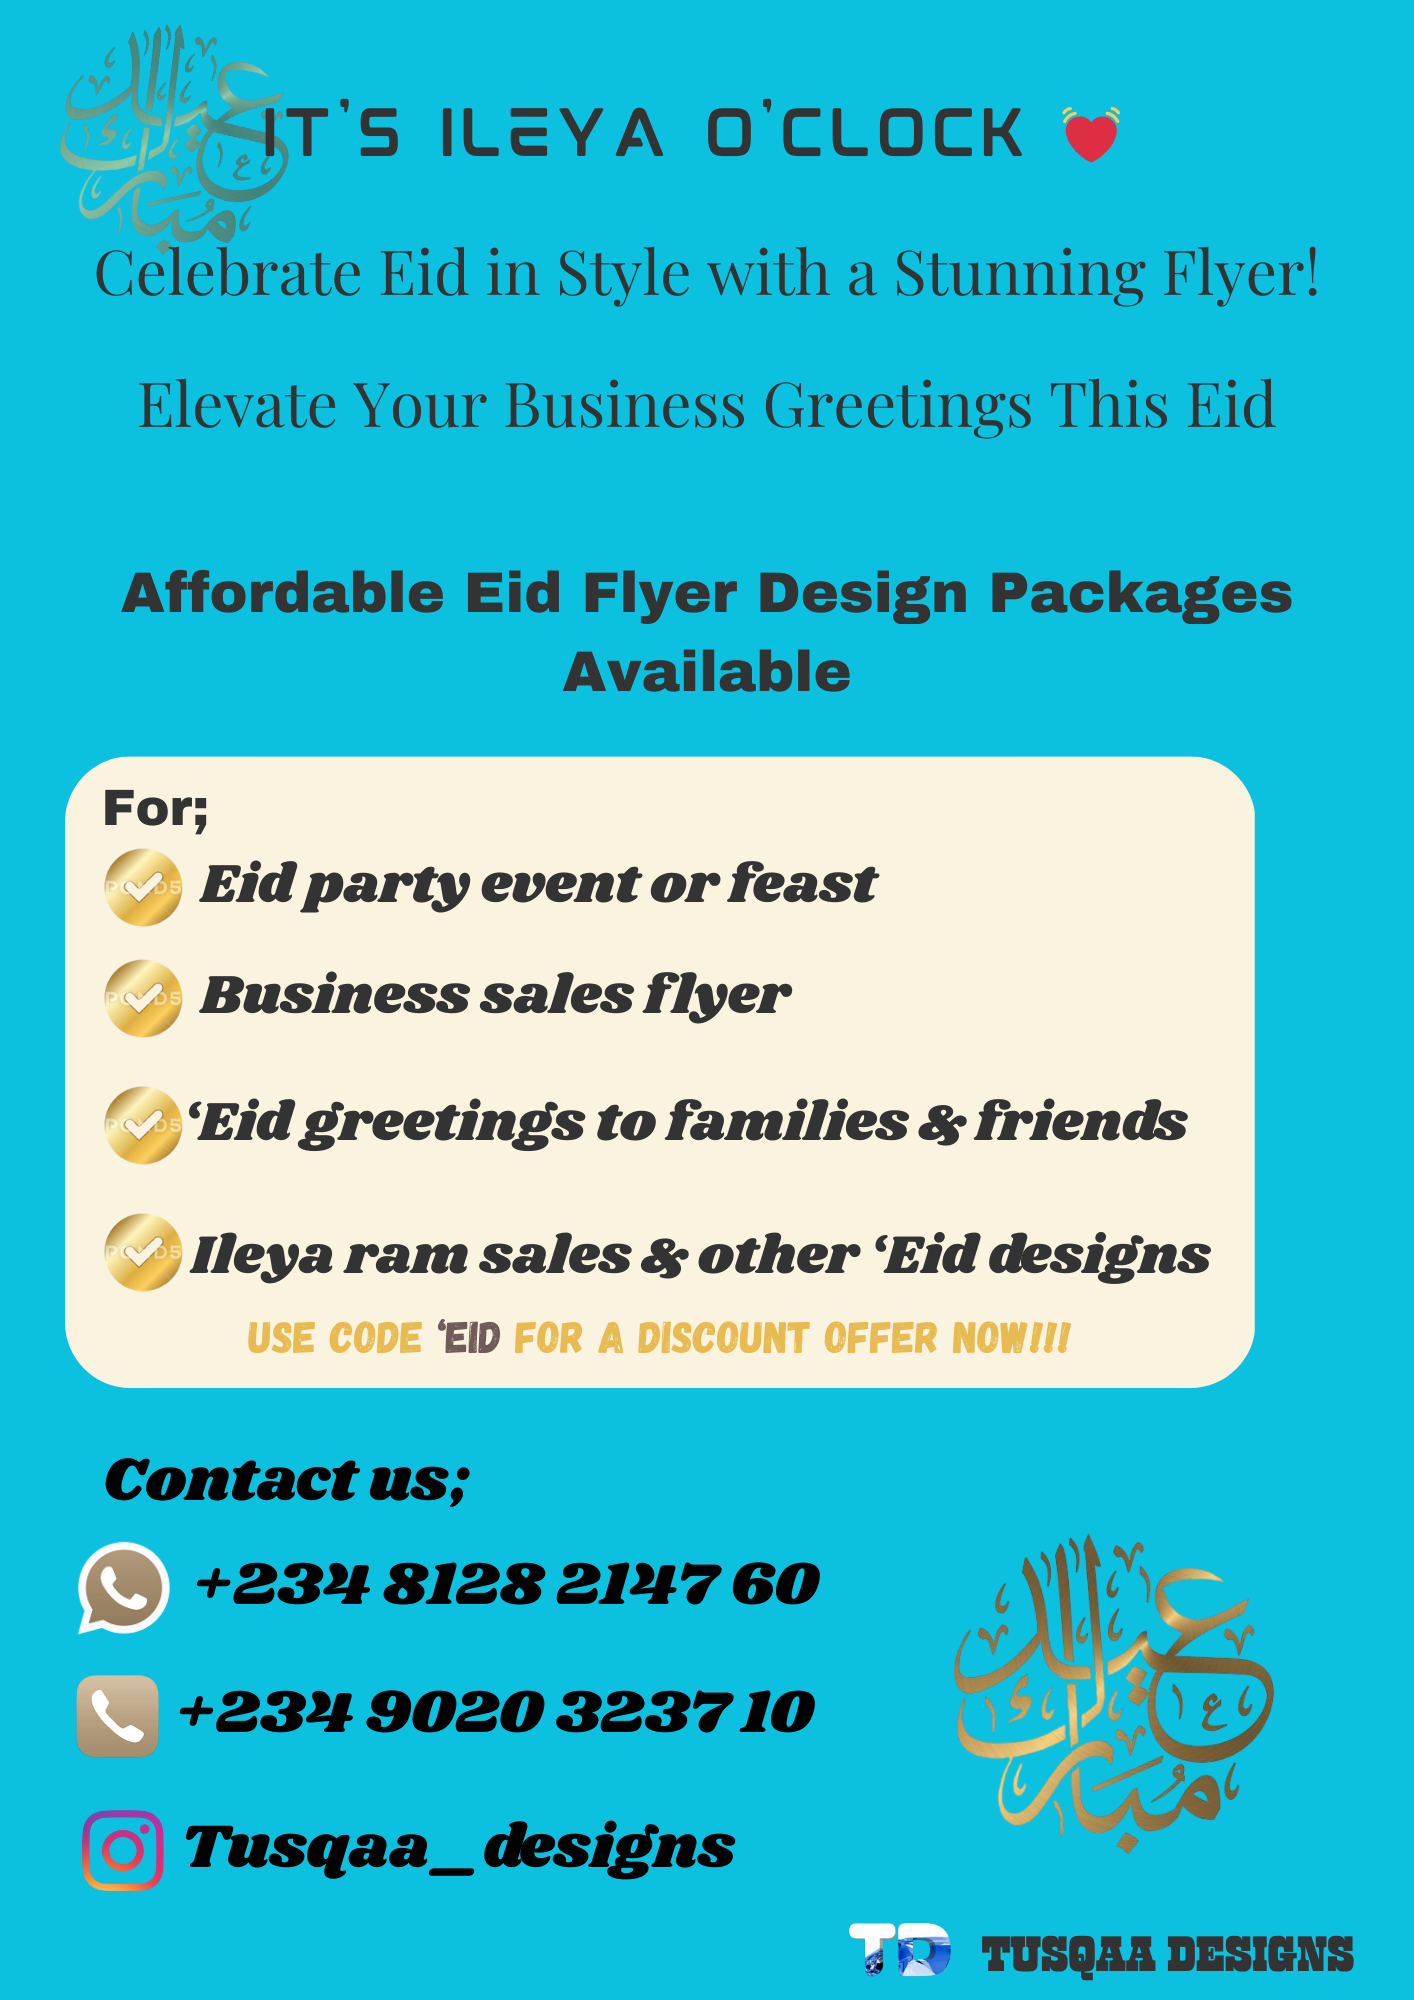 عيد
مبارك
IT'S ILEYA O'CLOCK
Celebrate Eid in Style with a Stunning Flyer!
Elevate Your Business Greetings This Eid
Affordable Eid Flyer Design Packages
Available
For;
Eid party event or feast
Business sales flyer
‘Eid greetings to families & friends
Ileya ram sales & other ‘Eid designs
USE CODE ‘EID FOR A DISCOUNT OFFER NOW!!!
Contact us;
+234 8128 2147 60
+234 9020 3237 10
Tusqaa_designs
TD TUSQAA DESIGNS